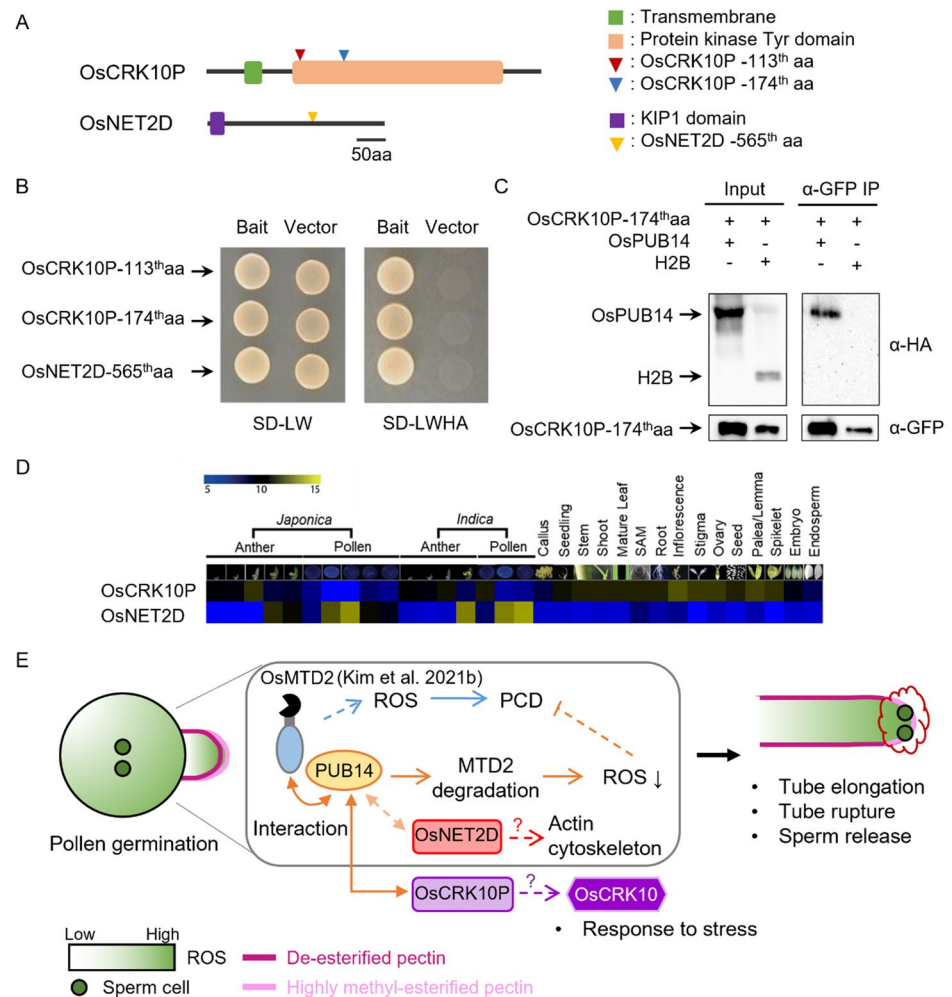 A
OsCRK10P
OsNET2D
50aa
: Transmembrane
: Protein kinase Tyr domain
: OsCRK10P -113th aa
: OsCRK10P -174th aa
: KIP1 domain
: OsNET2D -565th aa
B
Bait Vector Bait Vector
OsCRK10P-113thaa
OsCRK10P-174thaa
OsNET2D-565thaa
SD-LW SD-LWHA
C
Input α-GFP IP
OsCRK10P-174thaa + + + +
OsPUB14 + - + -
H2B - + - +
OsPUB14
H2B
α-HA
OsCRK10P-174thaa
α-GFP
D
5 10 15
Japonica Indica
Anther Pollen Anther Pollen
Callus
Seedling
Stem
Shoot
Mature Leaf
SAM
Root
Inflorescence
Stigma
Ovary
Seed
Palea/Lemma
Spikelet
Embryo
Endosperm
OsCRK10P
OsNET2D
E
OsMTD2 (Kim et al. 2021b)
ROS PCD
PUB14
MTD2
degradation
ROS ↓
Interaction
OsNET2D
?
Actin
cytoskeleton
OsCRK10P
?
OsCRK10
• Response to stress
Pollen germination
• Tube elongation
• Tube rupture
• Sperm release
Low High
ROS
De-esterified pectin
Sperm cell
Highly methyl-esterified pectin